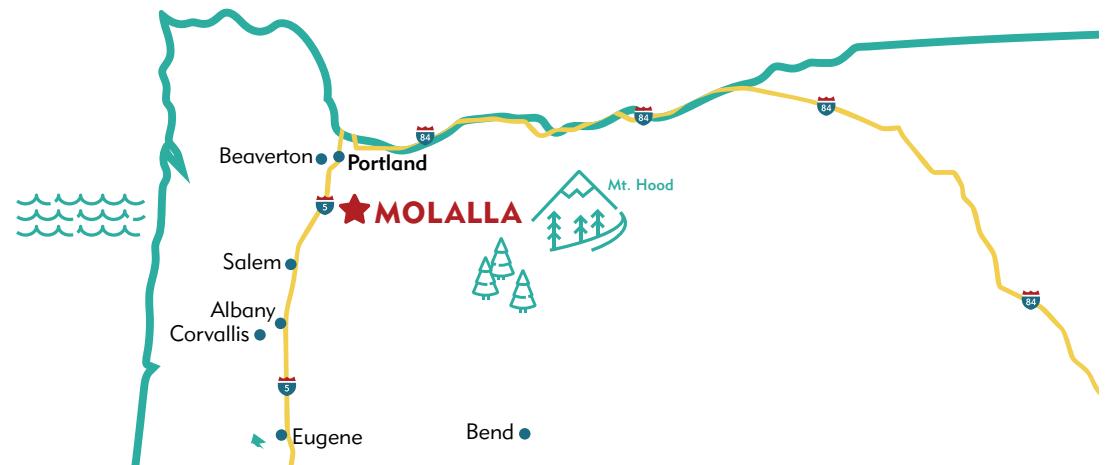 84
84
84
Beaverton
Portland
Mt. Hood
5
MOLALLA
Salem
84
Albany
Corvallis
5
Eugene
Bend